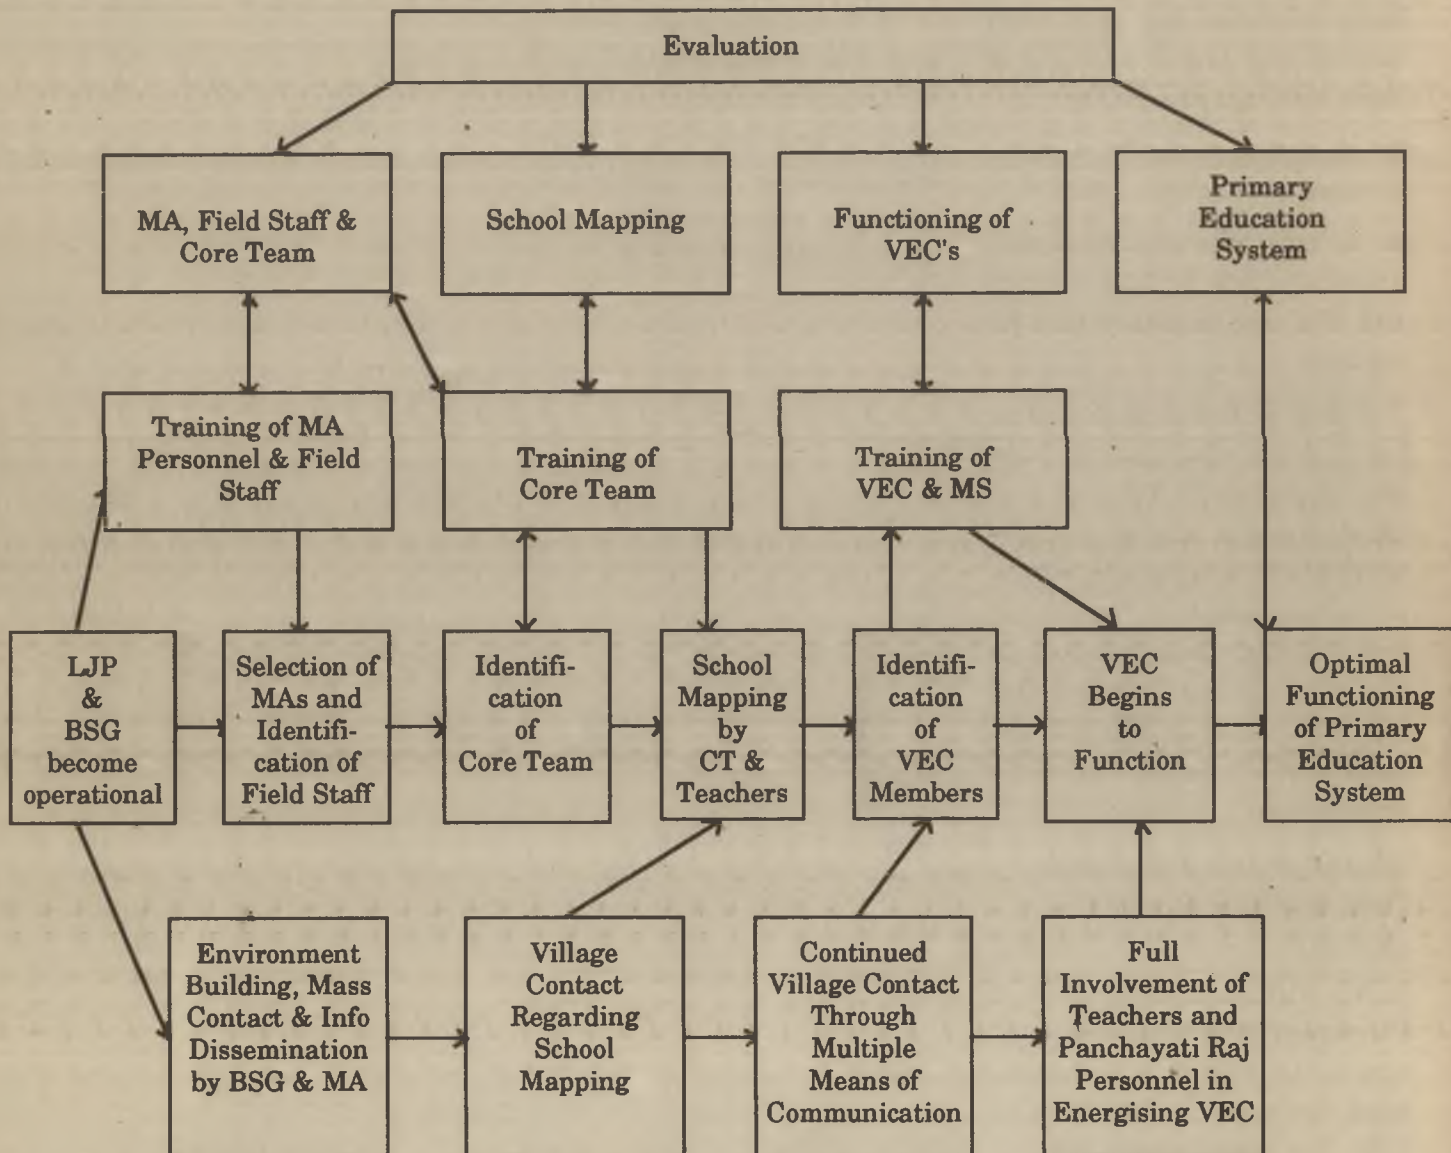 Evaluation
MA, Field Staff &
Core Team
School Mapping
Functioning of
VEC's
Primary
Education
System
Training of MA
Personnel & Field
Staff
Training of
Core Team
Training of
VEC & MS
LJP
&
BSG
become
operational
Selection of
MAs and
Identifi-
cation of
Field Staff
Identifi-
cation
of
Core Team
School
Mapping
by
CT &
Teachers
Identifi-
cation
of
VEC
Members
VEC
Begins
to
Function
Optimal
Functioning
of Primary
Education
System
Environment
Building, Mass
Contact & Info
Dissemination
by BSG & MA
Village
Contact
Regarding
School
Mapping
Continued
Village Contact
Through
Multiple
Means of
Communication
Full
Involvement of
Teachers and
Panchayati Raj
Personnel in
Energising VEC